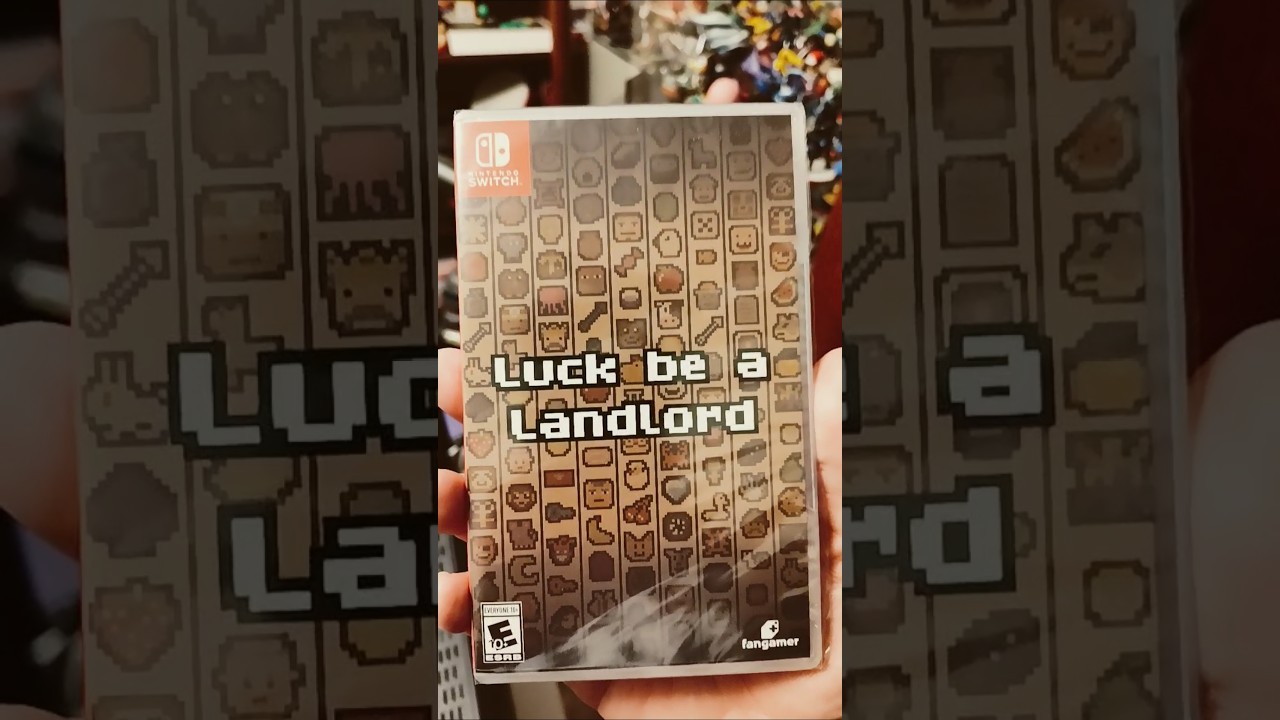 NINTENDO
SWITCH
Luck be a
Landlord
EVERYONE 10+
E
10+
ESRB
fangamer